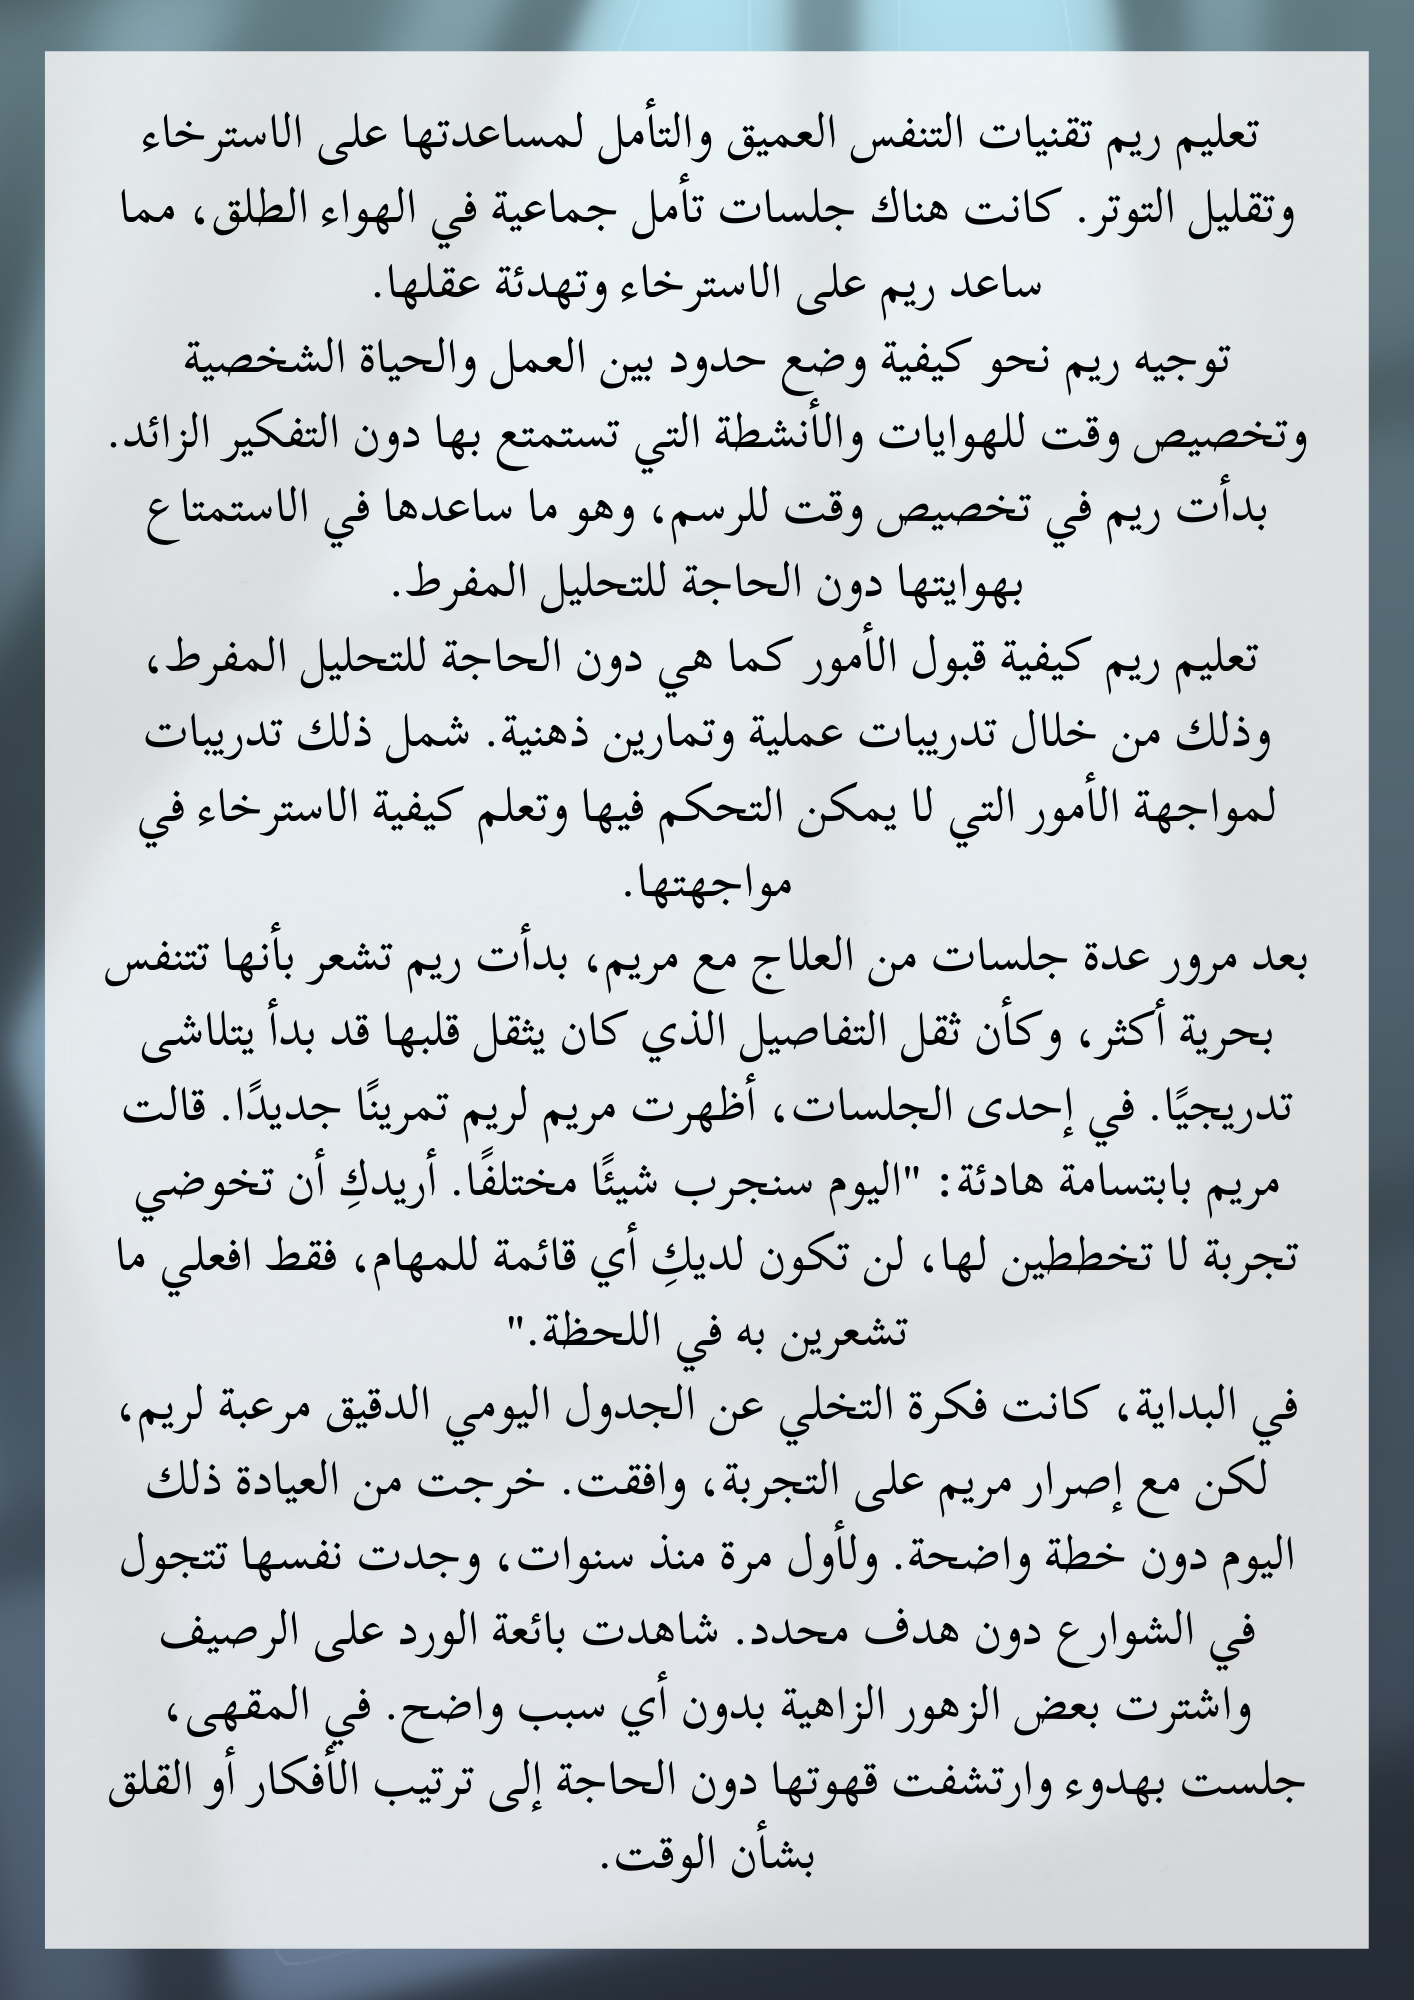 تعليم ريم تقنيات التنفس العميق والتأمل لمساعدتها على الاسترخاء
وتقليل التوتر. كانت هناك جلسات تأمل جماعية في الهواء الطلق، مما
ساعد ريم على الاسترخاء وتهدئة عقلها.
توجيه ريم نحو كيفية وضع حدود بين العمل والحياة الشخصية
وتخصيص وقت للهوايات والأنشطة التي تستمتع بها دون التفكير الزائد.
بدأت ريم في تخصيص وقت للرسم، وهو ما ساعدها في الاستمتاع
بهوايتها دون الحاجة للتحليل المفرط.
تعليم ريم كيفية قبول الأمور كما هي دون الحاجة للتحليل المفرط،
وذلك من خلال تدريبات عملية وتمارين ذهنية. شمل ذلك تدريبات
لمواجهة الأمور التي لا يمكن التحكم فيها وتعلم كيفية الاسترخاء في
مواجهتها.
بعد مرور عدة جلسات من العلاج مع مريم، بدأت ريم تشعر بأنها تتنفس
بحرية أكثر، وكأن ثقل التفاصيل الذي كان يثقل قلبها قد بدأ يتلاشى
تدريجيًا. في إحدى الجلسات، أظهرت مريم لريم تمرينًا جديدًا. قالت
مريم بابتسامة هادئة: "اليوم سنجرب شيئًا مختلفًا. أريدكِ أن تخوضي
تجربة لا تخططين لها، لن تكون لديكِ أي قائمة للمهام، فقط افعلي ما
تشعرين به في اللحظة."
في البداية، كانت فكرة التخلي عن الجدول اليومي الدقيق مرعبة لريم،
لكن مع إصرار مريم على التجربة، وافقت. خرجت من العيادة ذلك
اليوم دون خطة واضحة. ولأول مرة منذ سنوات، وجدت نفسها تتجول
في الشوارع دون هدف محدد. شاهدت بائعة الورد على الرصيف
واشترت بعض الزهور الزاهية بدون أي سبب واضح. في المقهى،
جلست بهدوء وارتشفت قهوتها دون الحاجة إلى ترتيب الأفكار أو القلق
بشأن الوقت.